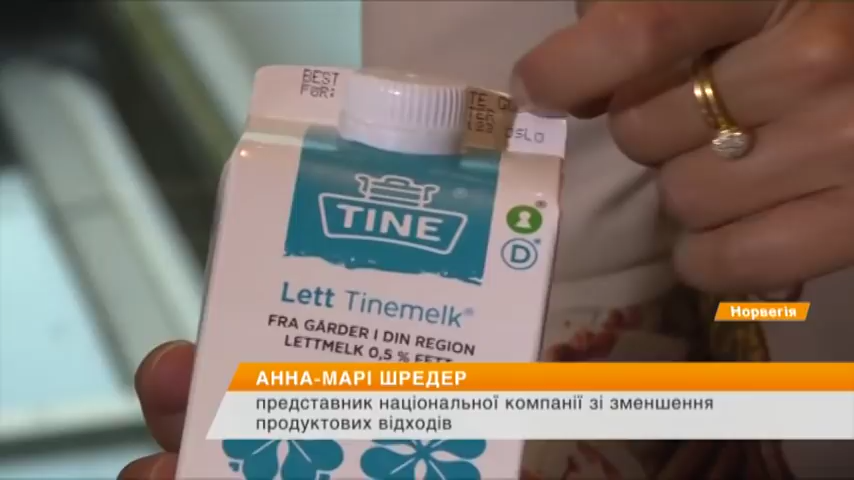 BEST
FØR:
OSLO
TINE
D
Lett Tinemelk®
FRA GÅRDER I DIN REGION
LETTMELK 0,5 % FETT
Норвегія
АННА-МАРІ ШРЕДЕР
представник національної компанії зі зменшення
продуктових відходів